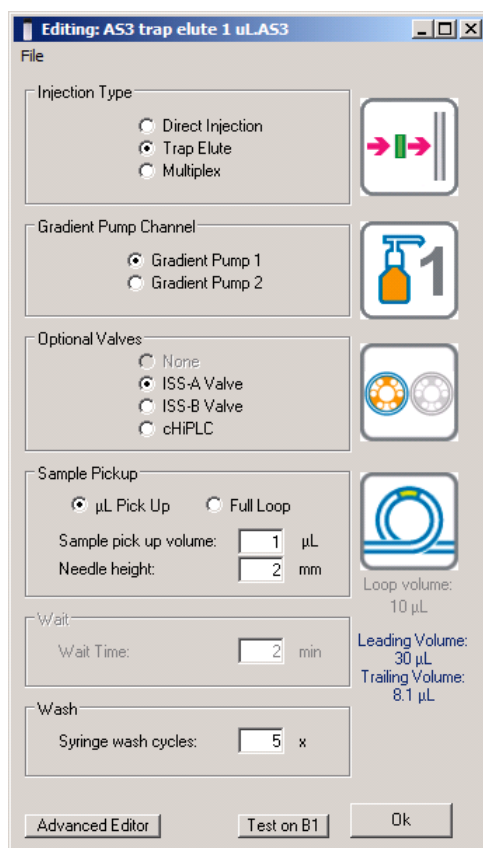 Editing: AS3 trap elute 1 uL.AS3
File
Injection Type
Direct Injection
Trap Elute
Multiplex
Gradient Pump Channel
Gradient Pump 1
Gradient Pump 2
1
Optional Valves
None
ISS-A Valve
ISS-B Valve
cHiPLC
Sample Pickup
µL Pick Up Full Loop
Sample pick up volume: 1 µL
Needle height: 2 mm
Loop volume:
10 µL
Wait
Wait Time: 2 min
Leading Volume:
30 µL
Trailing Volume:
8.1 µL
Wash
Syringe wash cycles: 5 x
Advanced Editor Test on B1 Ok